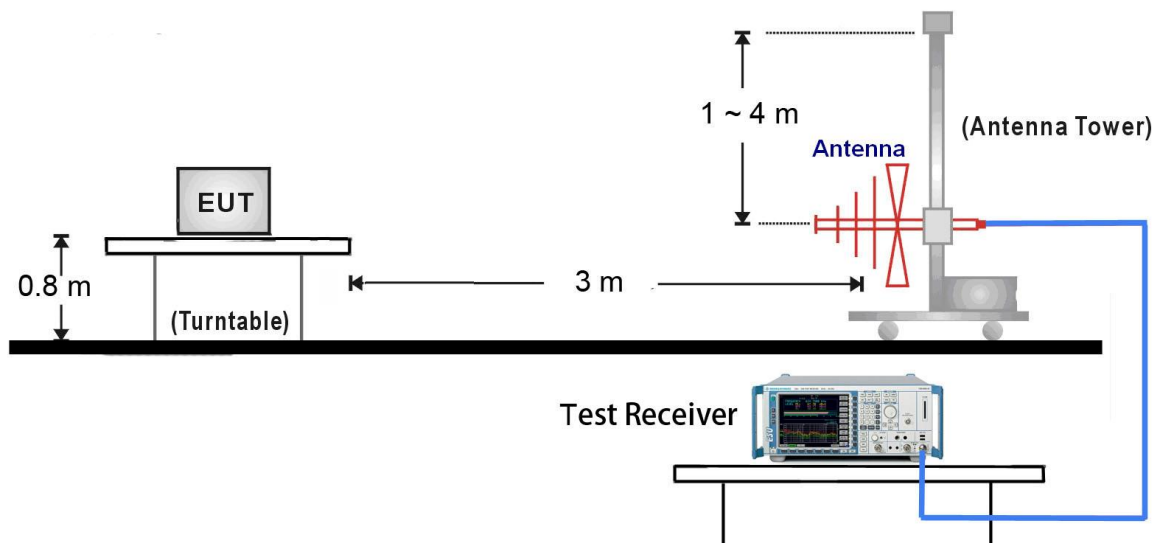 1 ~ 4 m
(Antenna Tower)
Antenna
EUT
0.8 m
3 m
(Turntable)
Test Receiver